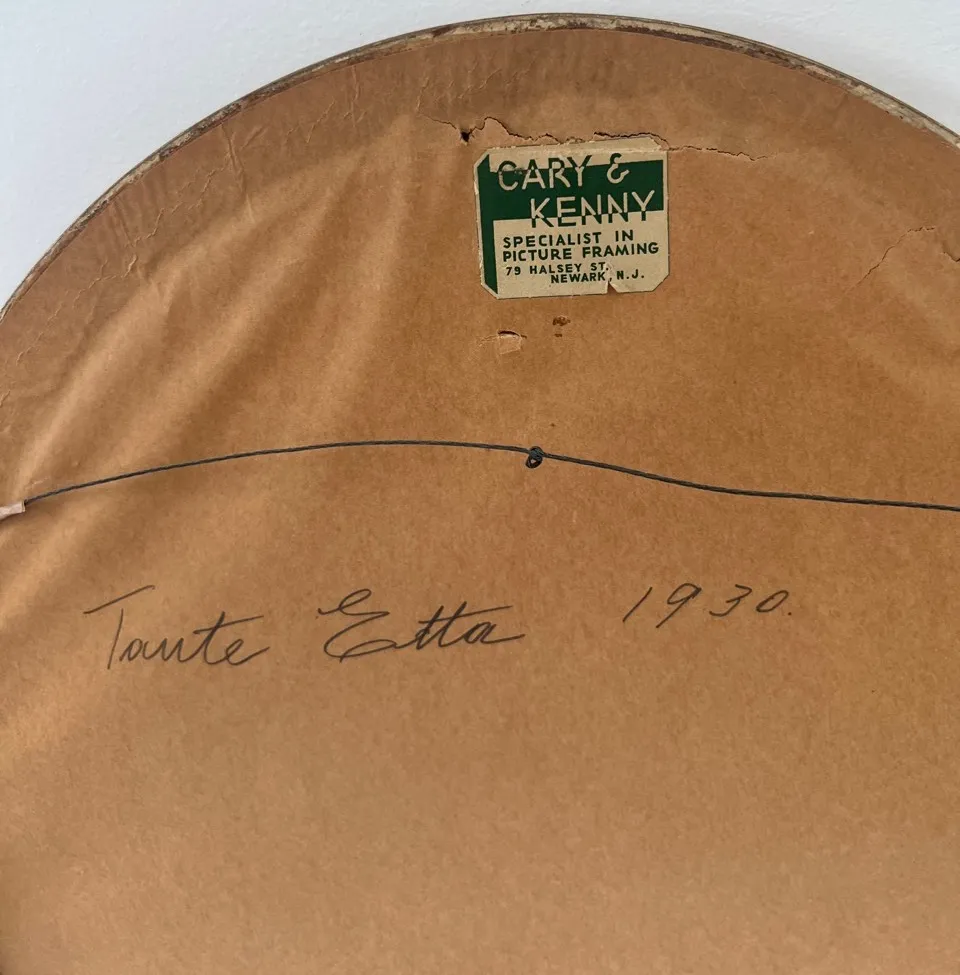 CARY &
KENNY
SPECIALIST IN
PICTURE FRAMING
79 HALSEY ST.
NEWARK, N.J.
Tante Etta 1930.